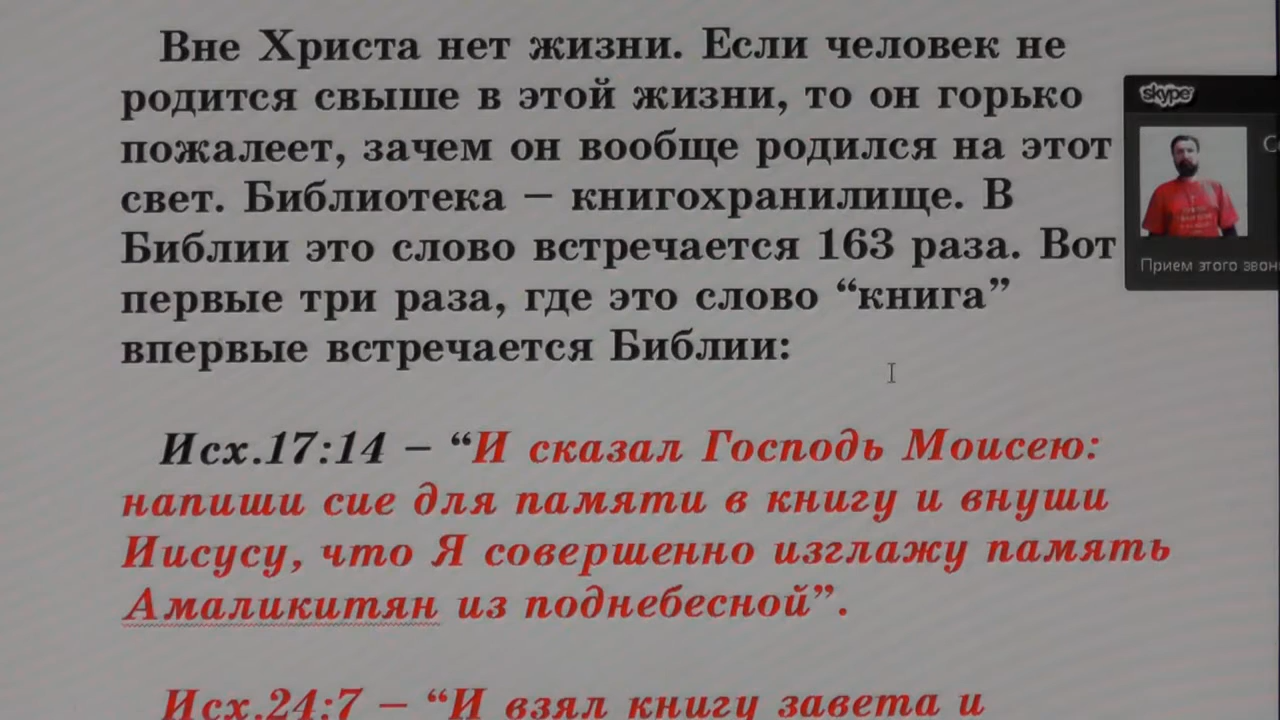 Вне Христа нет жизни. Если человек не
родится свыше в этой жизни, то он горько
пожалеет, зачем он вообще родился на этот
свет. Библиотека – книгохранилище. В
Библии это слово встречается 163 раза. Вот
первые три раза, где это слово “книга”
впервые встречается Библии:
Исх.17:14 – “И сказал Господь Моисею:
напиши сие для памяти в книгу и внуши
Иисусу, что Я совершенно изглажу память
Амаликитян из поднебесной”.
Исх.24:7 – “И взял книгу завета и
skype
Прием этого